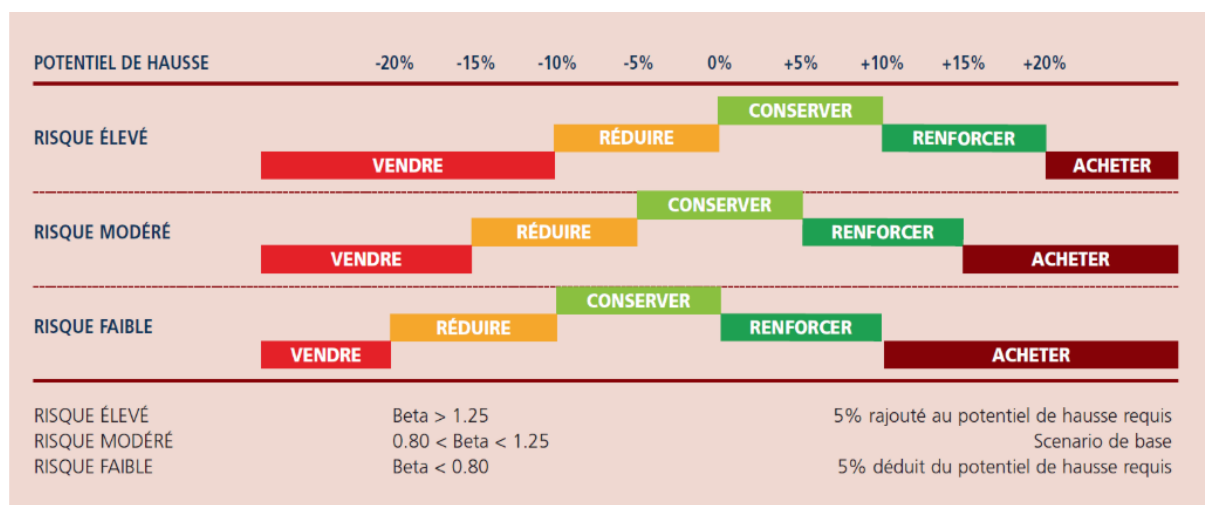 POTENTIEL DE HAUSSE -20% -15% -10% -5% 0% +5% +10% +15% +20%
CONSERVER
RISQUE ÉLEVÉ RÉDUIRE RENFORCER
VENDRE ACHETER
CONSERVER
RISQUE MODÉRÉ RÉDUIRE RENFORCER
VENDRE ACHETER
CONSERVER
RISQUE FAIBLE RÉDUIRE RENFORCER
VENDRE ACHETER
RISQUE ÉLEVÉ Beta > 1.25 5% rajouté au potentiel de hausse requis
RISQUE MODÉRÉ 0.80 < Beta < 1.25 Scenario de base
RISQUE FAIBLE Beta < 0.80 5% déduit du potentiel de hausse requis